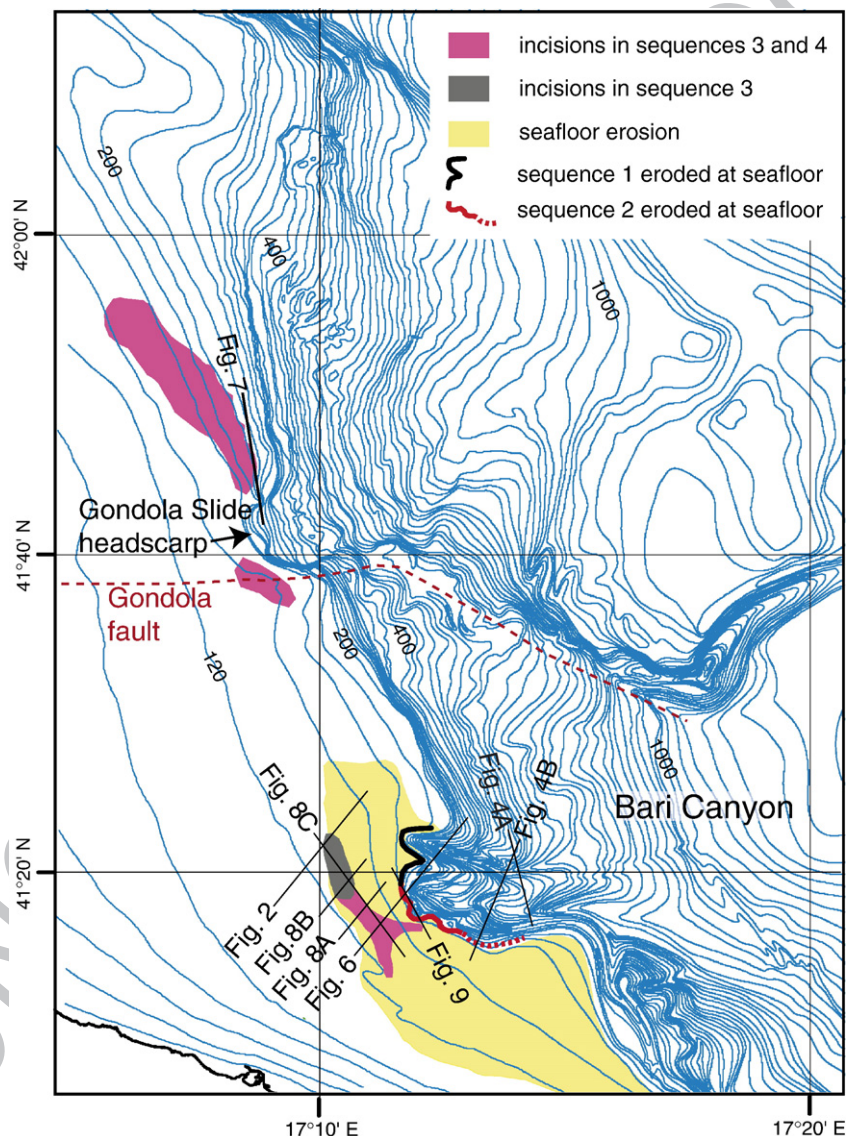 incisions in sequences 3 and 4
incisions in sequence 3
seafloor erosion
sequence 1 eroded at seafloor
sequence 2 eroded at seafloor
200
42°00' N
400
1000
Fig. 7
Gondola Slide
headscarp
41°40' N
Gondola
fault
200
400
120
1000
Fig. 8C
Fig. 4A
Fig. 4B
Bari Canyon
41°20' N
Fig. 2
Fig. 8B
Fig. 8A
Fig. 6
Fig. 9
17°10' E
17°20' E